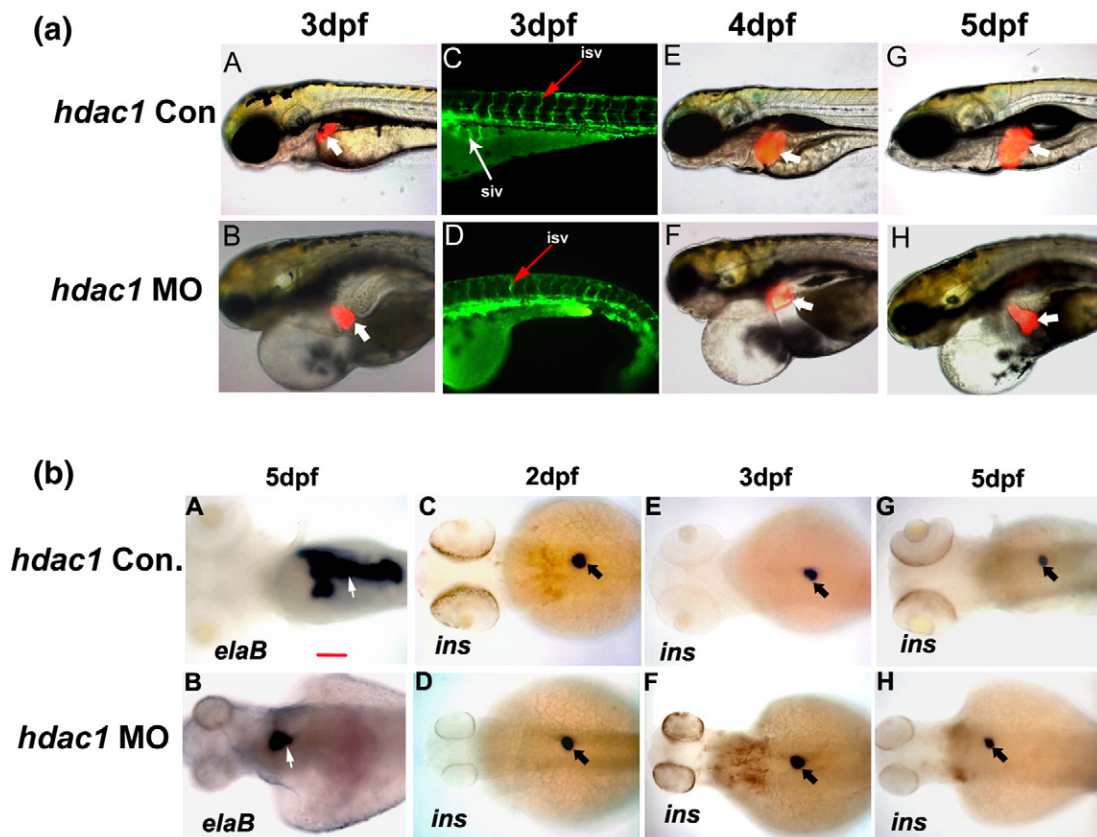 (a)
3dpf 3dpf 4dpf 5dpf
hdac1 Con
A C E G
isv
siv
hdac1 MO
B D F H
isv
(b)
5dpf 2dpf 3dpf 5dpf
hdac1 Con.
A C E G
elaB ins ins ins
hdac1 MO
B D F H
elaB ins ins ins